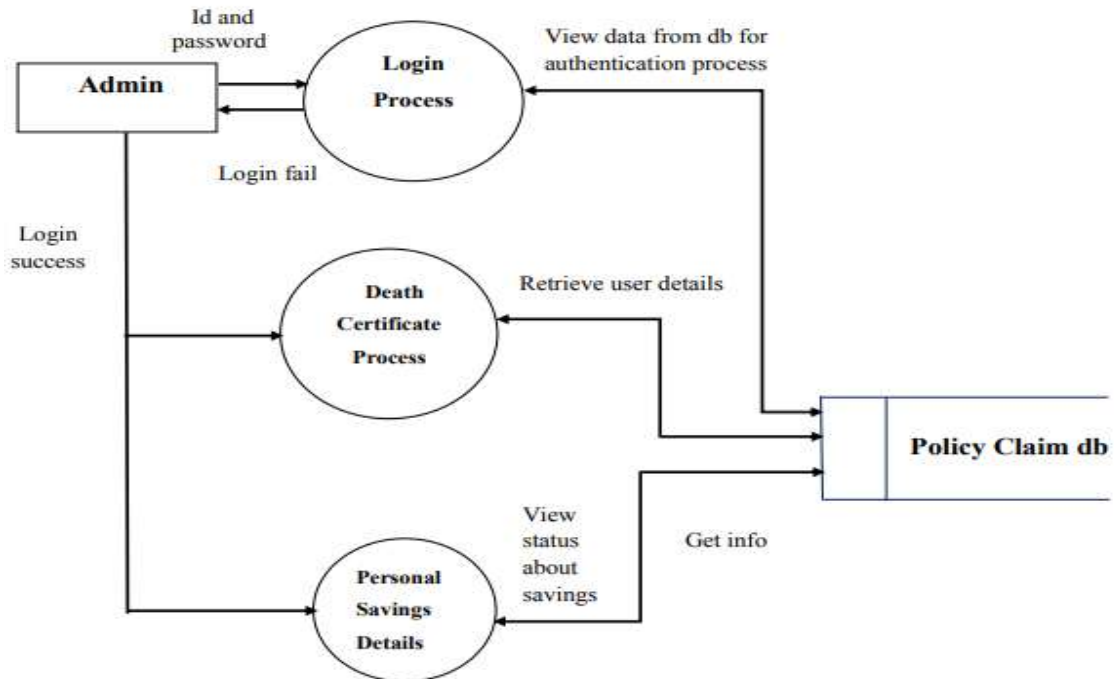 Id and
password
View data from db for
authentication process
Login
Process
Admin
Login fail
Login
success
Death
Certificate
Process
Retrieve user details
Policy Claim db
View
status
about
savings
Get info
Personal
Savings
Details